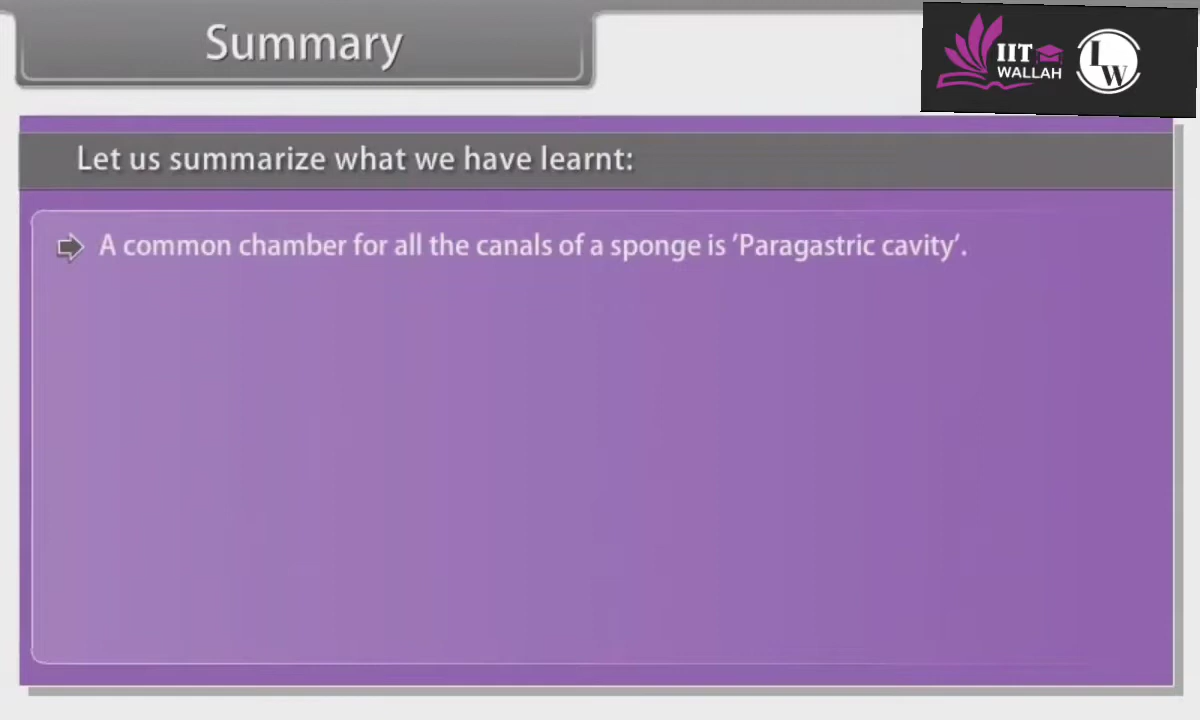 Summary
IIT
WALLAH
LW
Let us summarize what we have learnt:
A common chamber for all the canals of a sponge is ‘Paragastric cavity’.